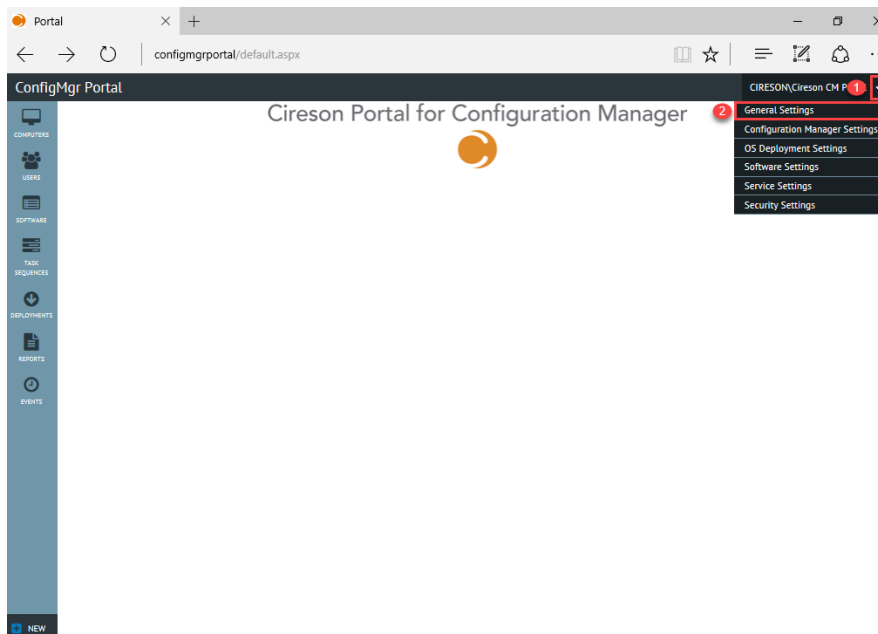 Portal
configmgrportal/default.aspx
ConfigMgr Portal
CIRESON\Cireson CM P
1
Cireson Portal for Configuration Manager
2
General Settings
Configuration Manager Settings
OS Deployment Settings
Software Settings
Service Settings
Security Settings
COMPUTERS
USERS
SOFTWARE
TASK
SEQUENCES
DEPLOYMENTS
REPORTS
EVENTS
NEW